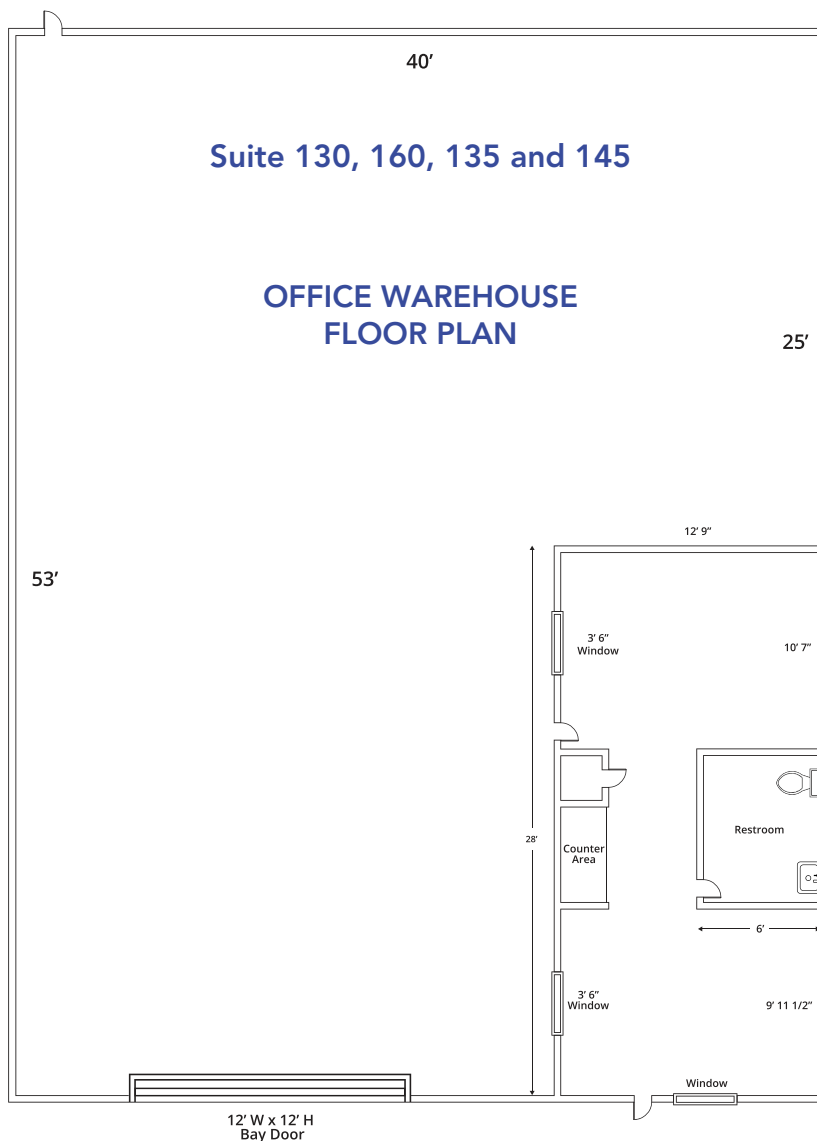 40’
Suite 130, 160, 135 and 145
OFFICE WAREHOUSE
FLOOR PLAN
25’
12’ 9”
53’
3’ 6”
Window
10’ 7”
Restroom
28’
Counter
Area
6’
3’ 6”
Window
9’ 11 1/2”
Window
12’ W x 12’ H
Bay Door